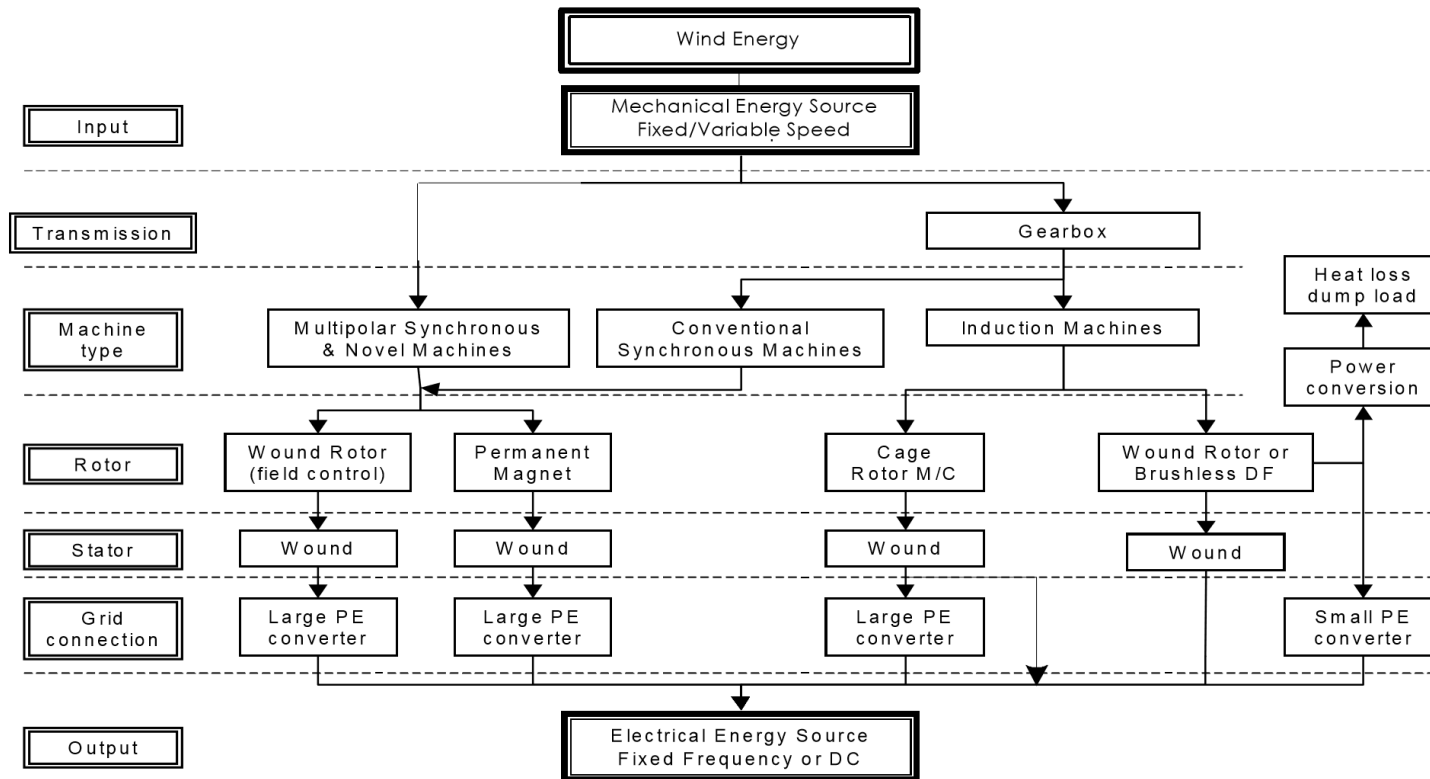 Wind Energy
Input
Mechanical Energy Source
Fixed/Variable Speed
Transmission
Gearbox
Heat loss
dump load
Machine
type
Multipolar Synchronous
& Novel Machines
Conventional
Synchronous Machines
Induction Machines
Power
conversion
Rotor
Wound Rotor
(field control)
Permanent
Magnet
Cage
Rotor M/C
Wound Rotor or
Brushless DF
Stator
Wound
Wound
Wound
Wound
Grid
connection
Large PE
converter
Large PE
converter
Large PE
converter
Small PE
converter
Output
Electrical Energy Source
Fixed Frequency or DC